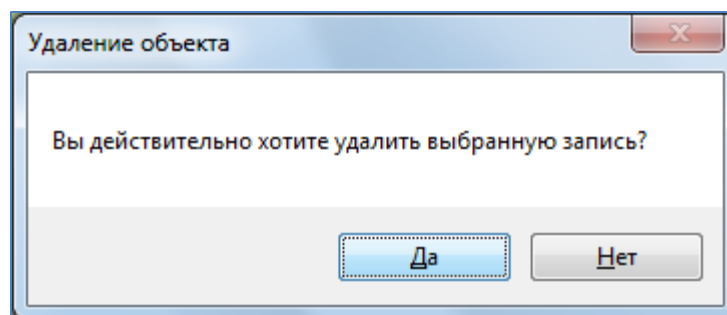 Удаление объекта
Вы действительно хотите удалить выбранную запись?
Да Нет